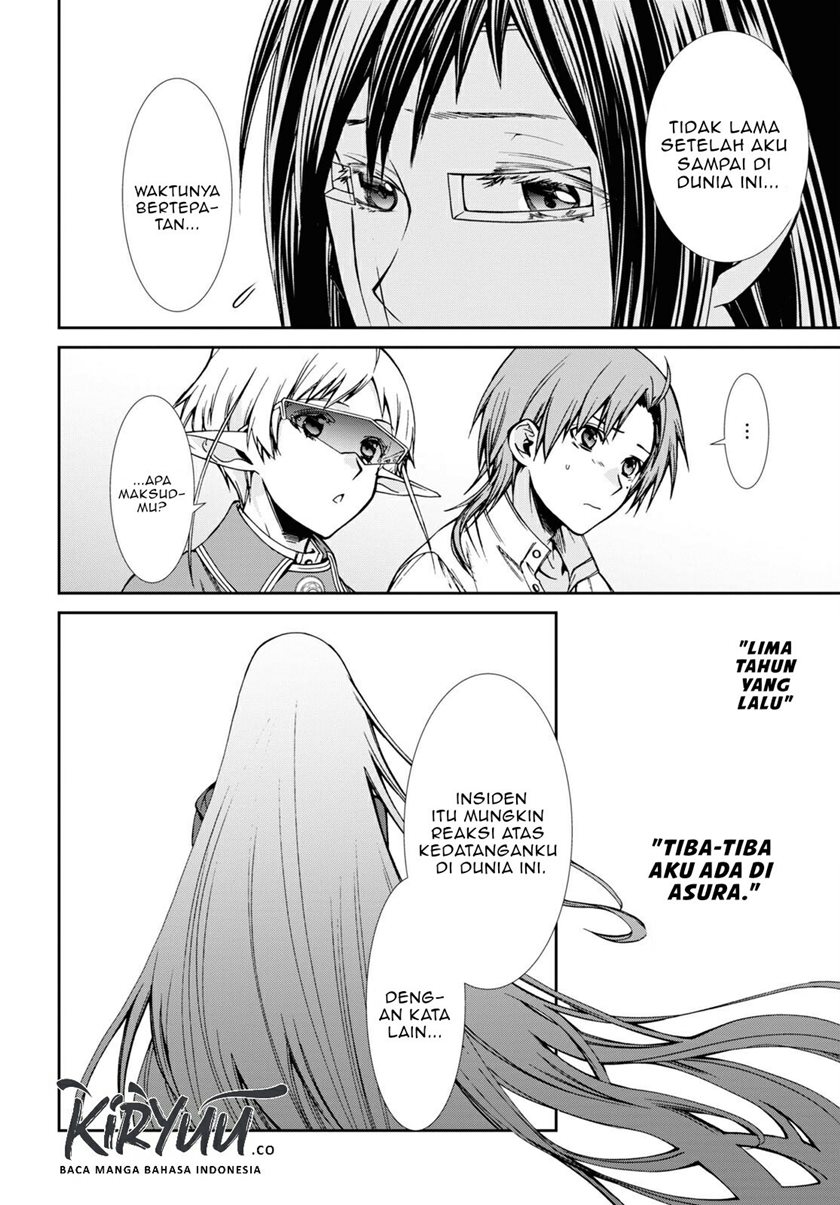 TIDAK LAMA
SETELAH AKU
SAMPAI DI
DUNIA INI...
WAKTUNYA
BERTEPA-
TAN...
...
...APA
MAKSUD-
MU?
"LIMA
TAHUN
YANG
LALU"
"TIBA-TIBA
AKU ADA DI
ASURA."
INSIDEN
ITU MUNGKIN
REAKSI ATAS
KEDATANGANKU
DI DUNIA INI.
DENG-
AN KATA
LAIN...
KIRYUU.CO
BACA MANGA BAHASA INDONESIA